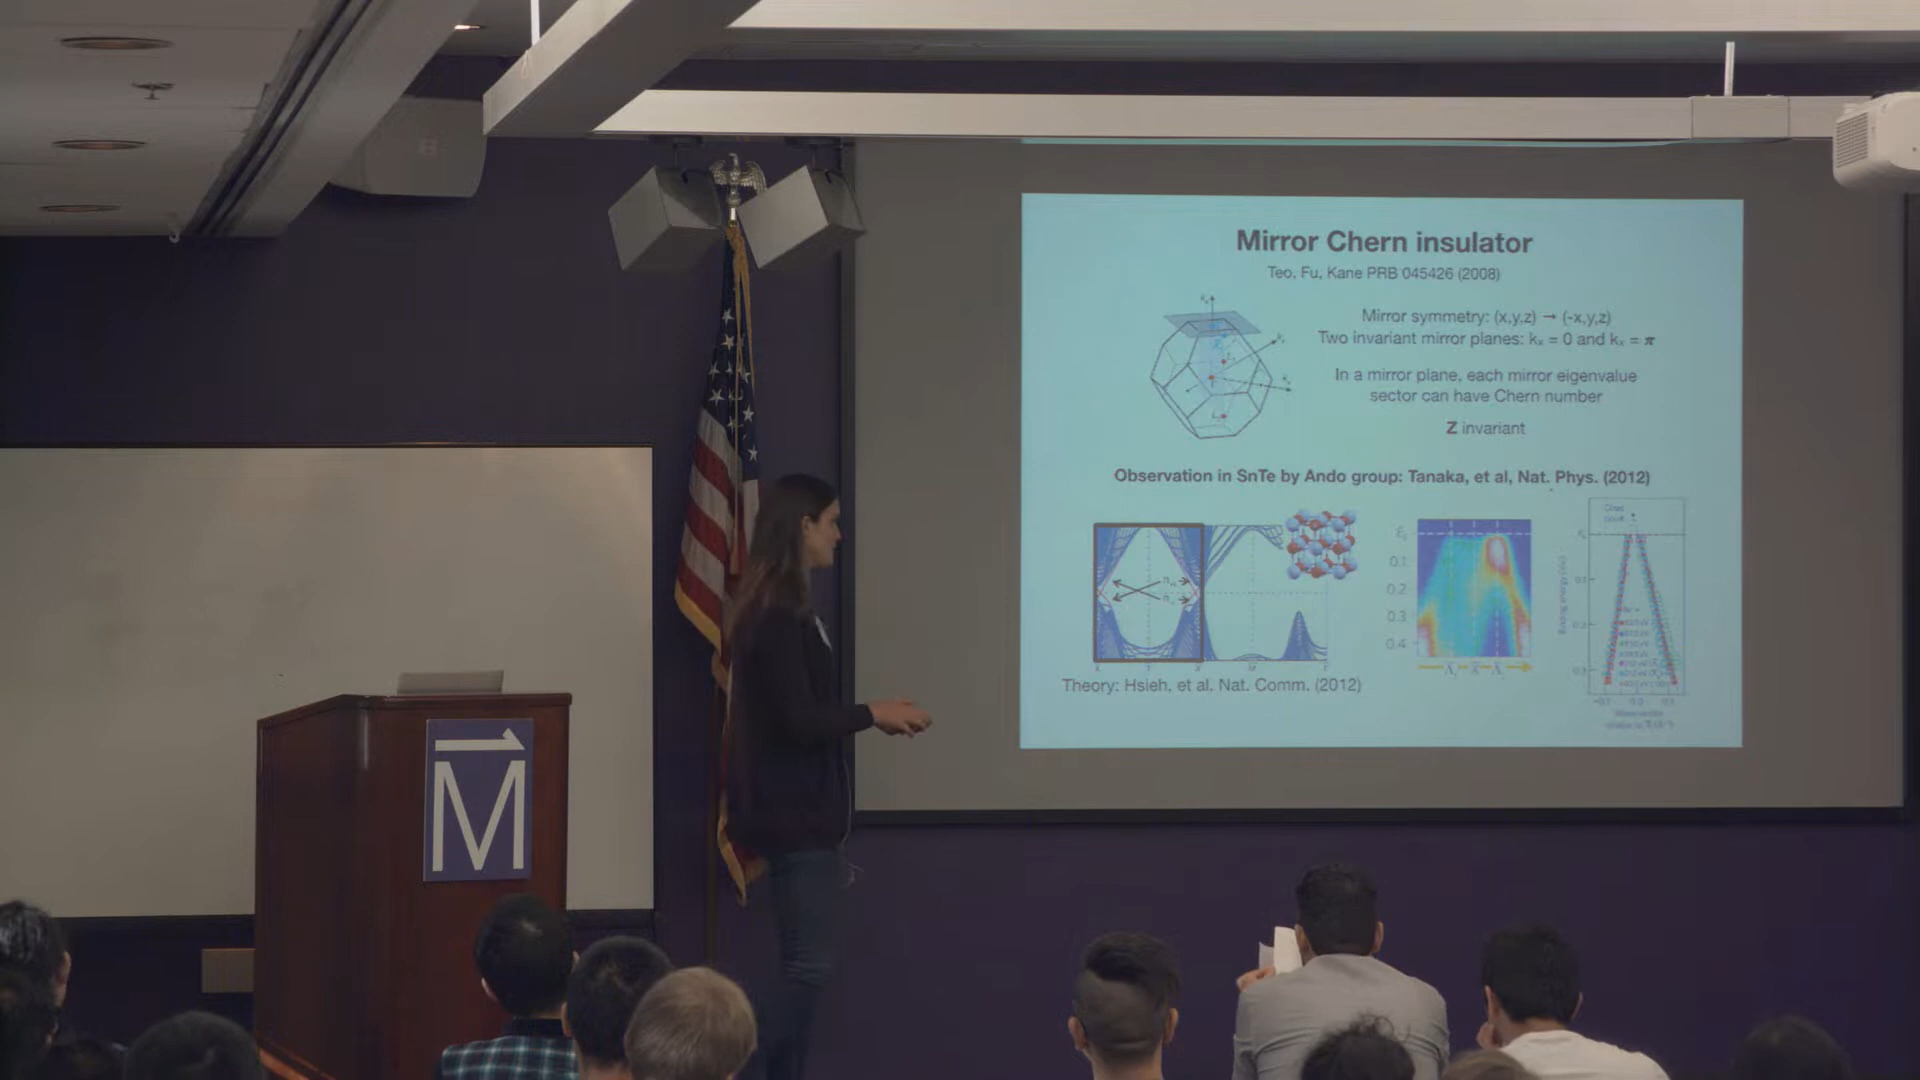 Mirror Chern insulator
Teo, Fu, Kane PRB 045426 (2008)
Mirror symmetry: (x,y,z) → (-x,y,z)
Two invariant mirror planes: kₓ = 0 and kₓ = π
In a mirror plane, each mirror eigenvalue
sector can have Chern number
Z invariant
Observation in SnTe by Ando group: Tanaka, et al, Nat. Phys. (2012)
0.1
0.2
0.3
0.4
Theory: Hsieh, et al. Nat. Comm. (2012)
M